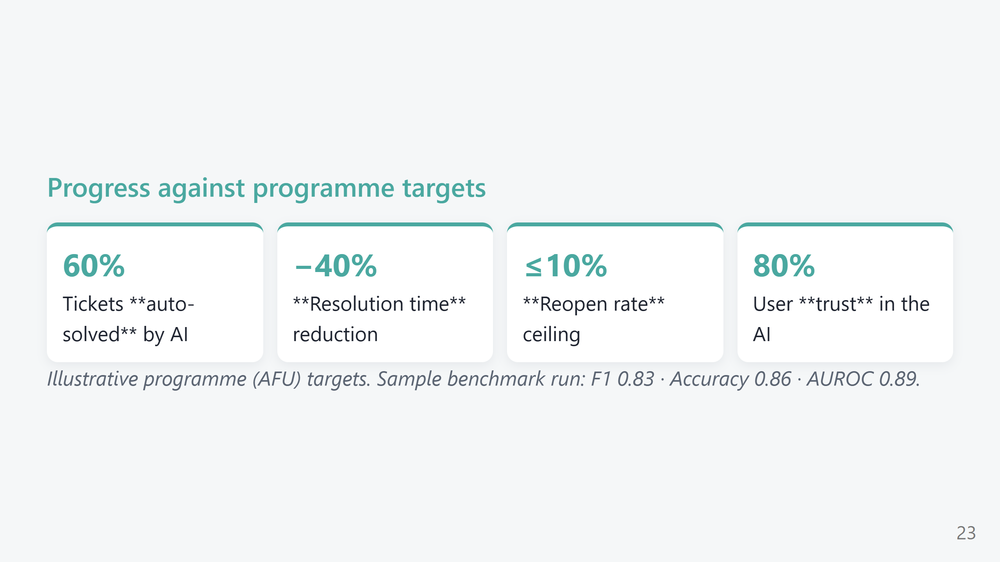 Progress against programme targets
60%
Tickets **auto-
solved** by AI
–40%
**Resolution time**
reduction
≤10%
**Reopen rate**
ceiling
80%
User **trust** in the
AI
Illustrative programme (AFU) targets. Sample benchmark run: F1 0.83 · Accuracy 0.86 · AUROC 0.89.
23